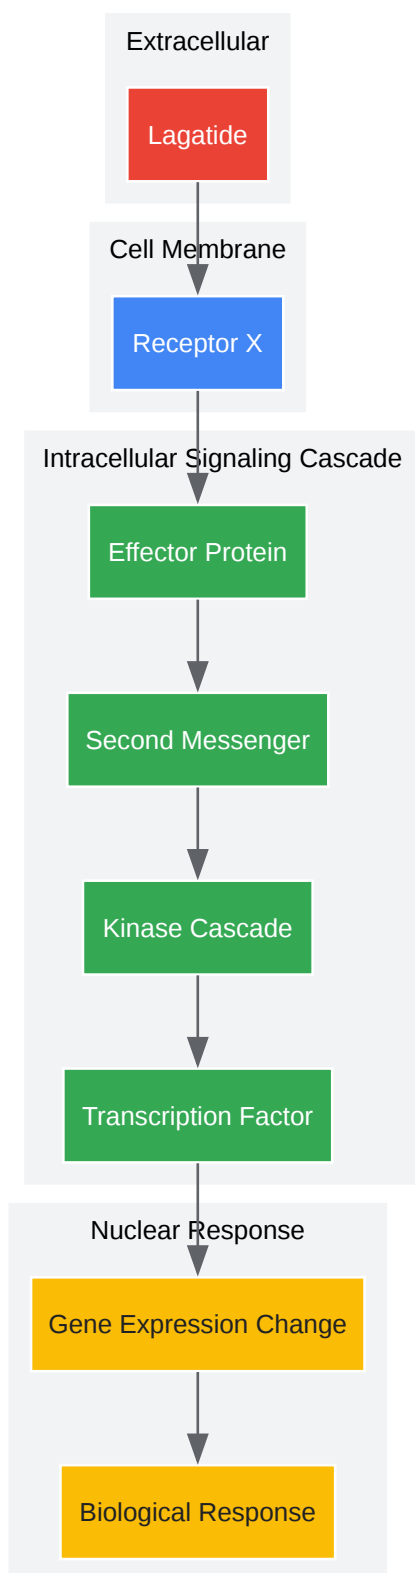 Extracellular
Lagatide
Cell Membrane
Receptor X
Intracellular Signaling Cascade
Effector Protein
Second Messenger
Kinase Cascade
Transcription Factor
Nuclear Response
Gene Expression Change
Biological Response